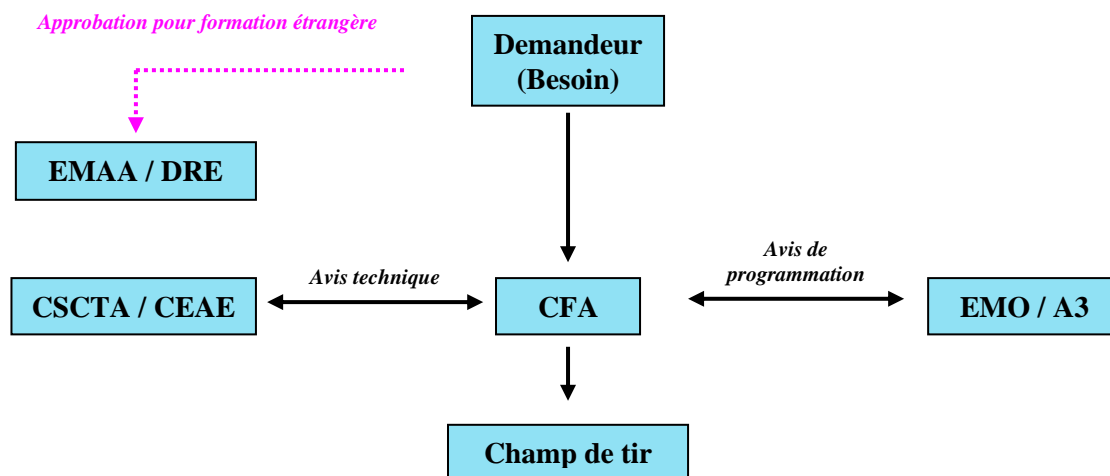 Approbation pour formation étrangère
Demandeur
(Besoin)
EMAA / DRE
Avis technique
Avis de
programmation
CSCTA / CEAE
CFA
EMO / A3
Champ de tir